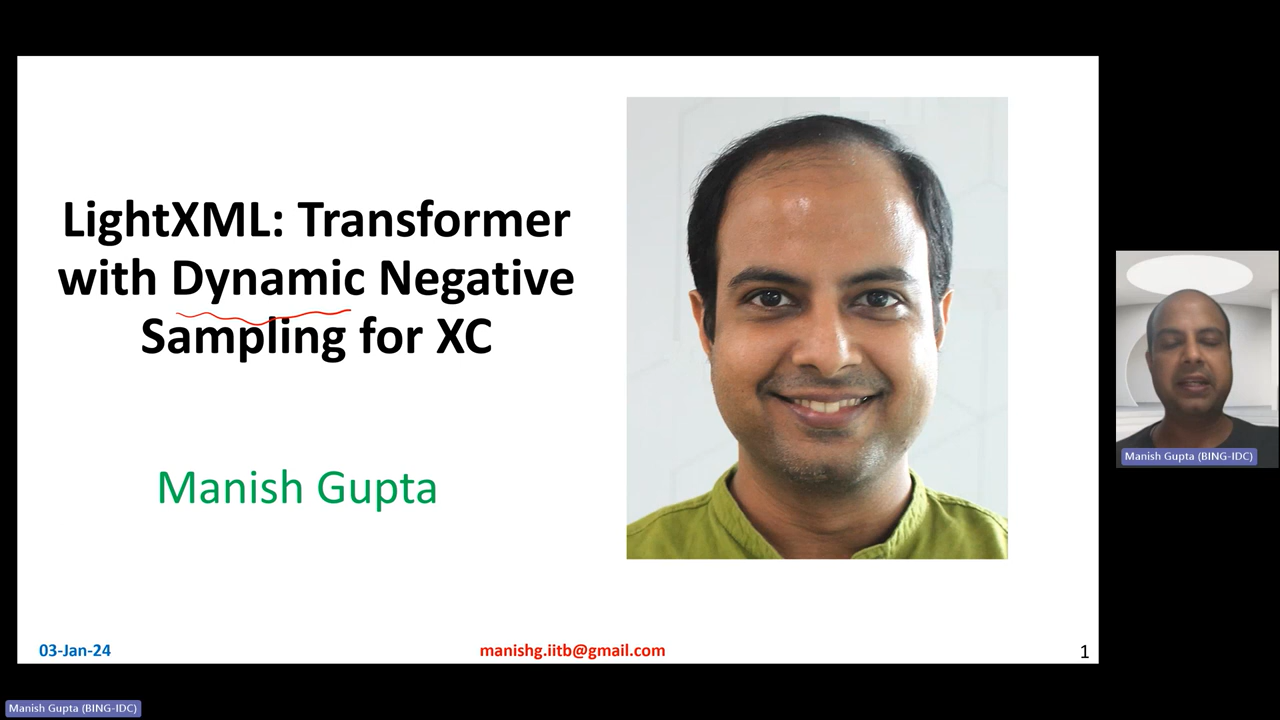 LightXML: Transformer
with Dynamic Negative
Sampling for XC
Manish Gupta
03-Jan-24
manishg.iitb@gmail.com
1
Manish Gupta (BING-IDC)
Manish Gupta (BING-IDC)